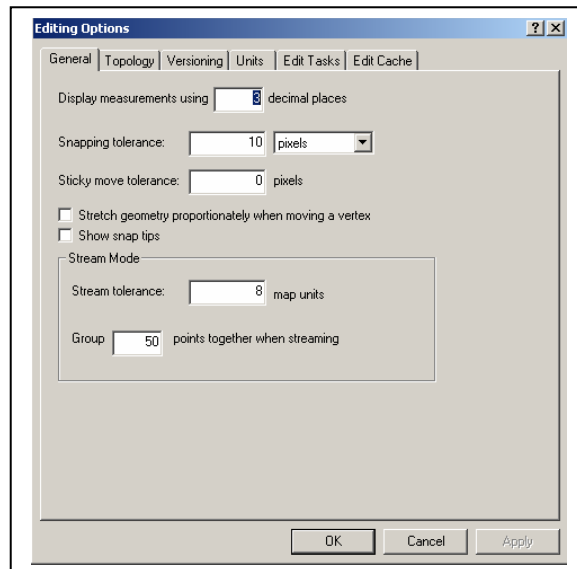 Editing Options
General Topology Versioning Units Edit Tasks Edit Cache
Display measurements using 3 decimal places
Snapping tolerance: 10 pixels
Sticky move tolerance: 0 pixels
Stretch geometry proportionately when moving a vertex
Show snap tips
Stream Mode
Stream tolerance: 8 map units
Group 50 points together when streaming
OK Cancel Apply